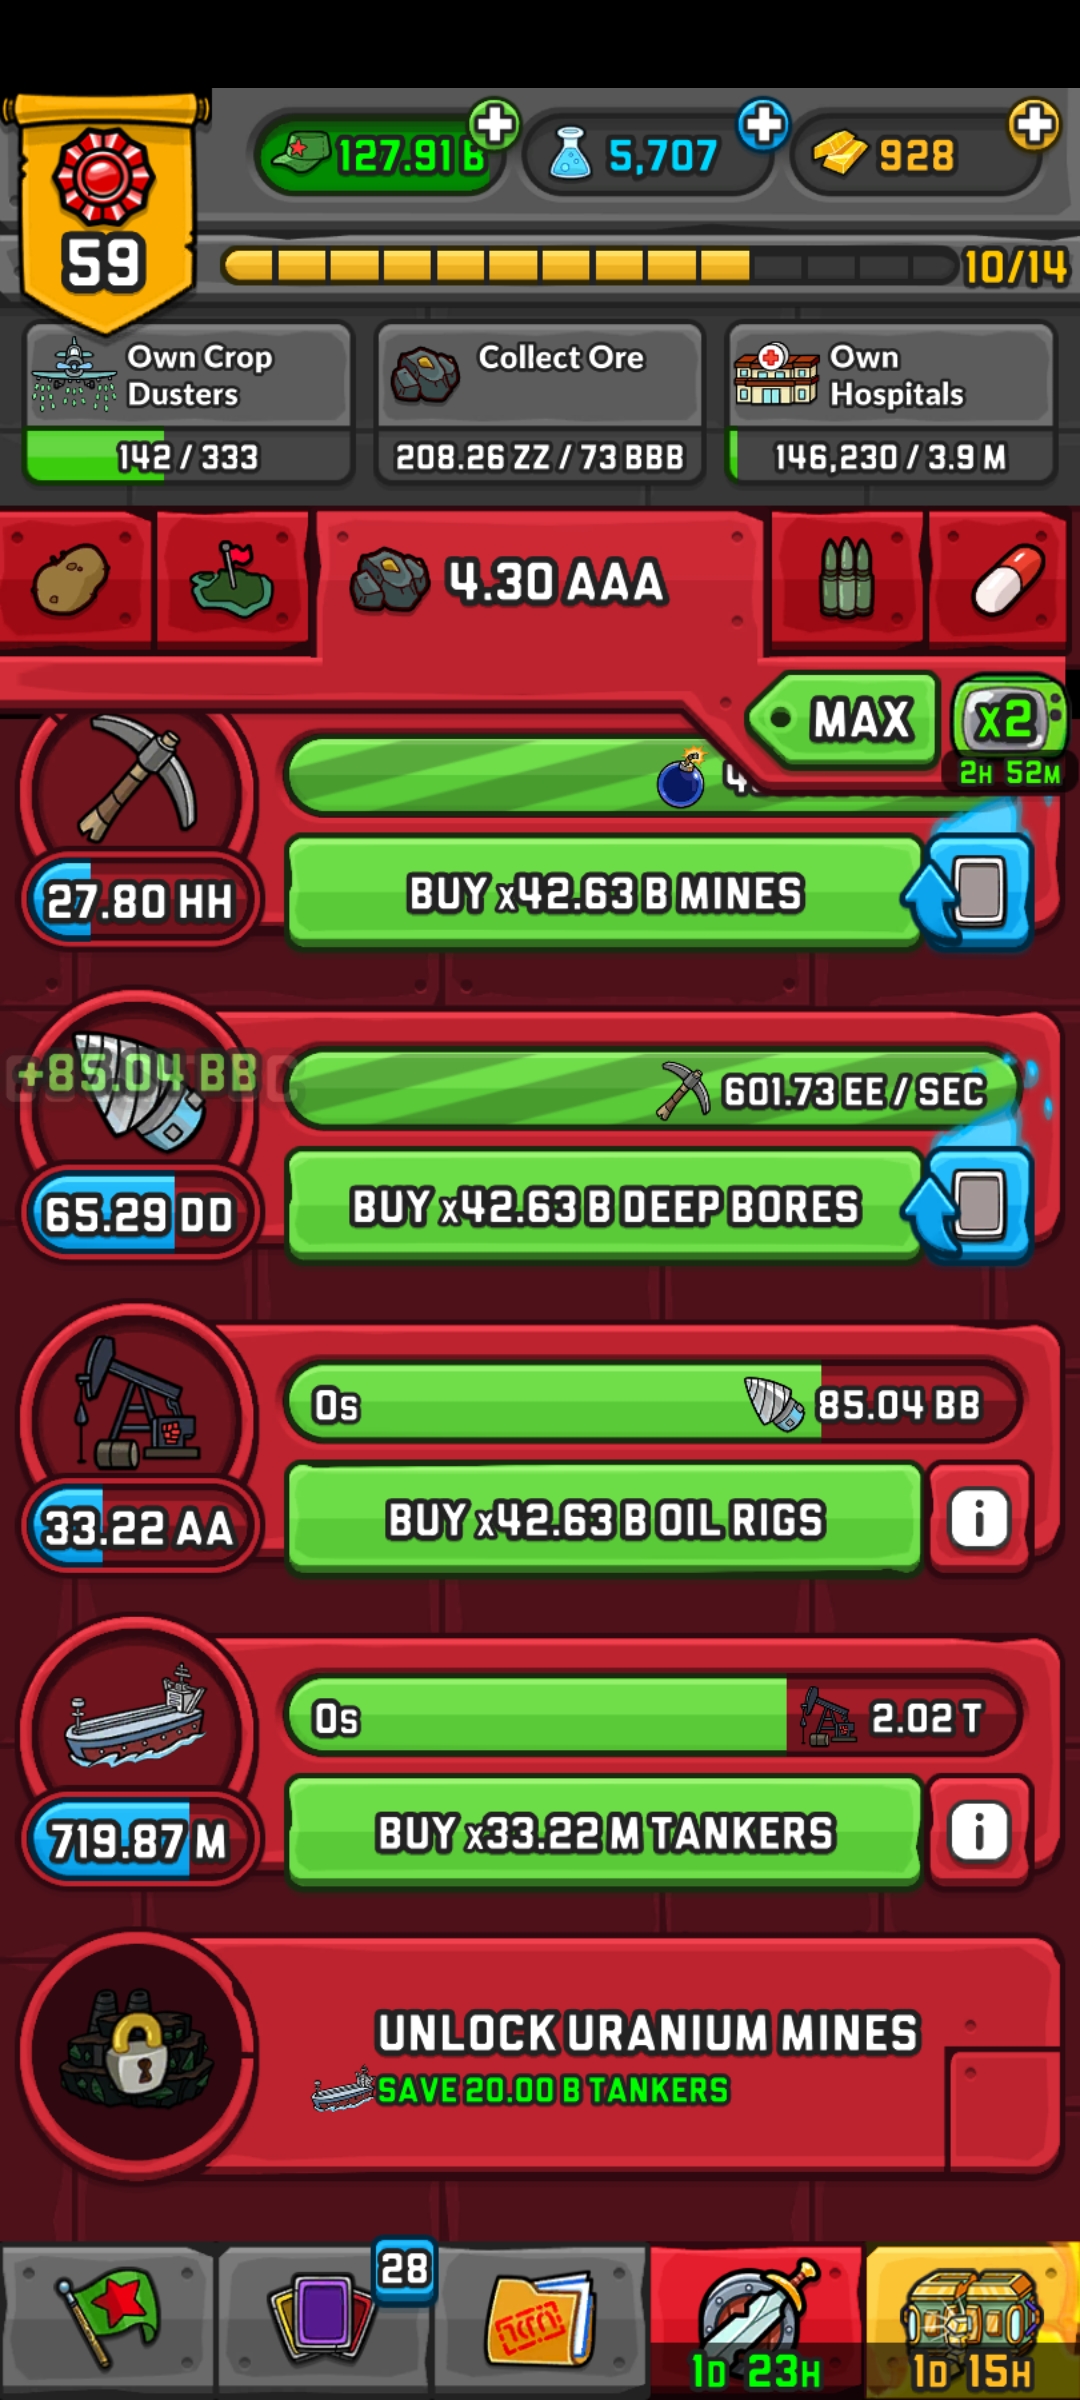 127.91 B
5,707
928
59
10/14
Own Crop
Dusters
142 / 333
Collect Ore
208.26 ZZ / 73 BBB
Own
Hospitals
146,230 / 3.9 M
4.30 AAA
MAX
x2
2H 52M
27.80 HH
BUY x42.63 B MINES
+85.04 BB
601.73 EE / SEC
65.29 DD
BUY x42.63 B DEEP BORES
0s
85.04 BB
33.22 AA
BUY x42.63 B OIL RIGS
i
0s
2.02 T
719.87 M
BUY x33.22 M TANKERS
i
UNLOCK URANIUM MINES
SAVE 20.00 B TANKERS
28
1D 23H
1D 15H